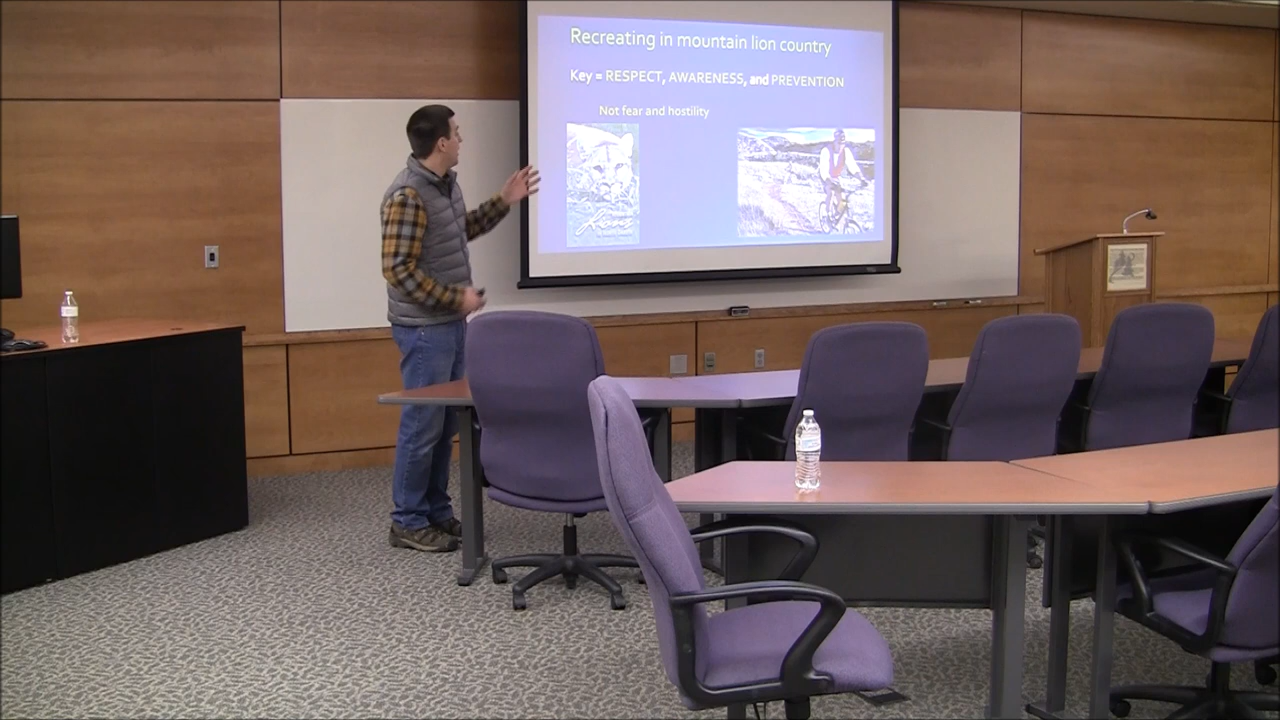 Recreating in mountain lion country
Key = RESPECT, AWARENESS, and PREVENTION
Not fear and hostility